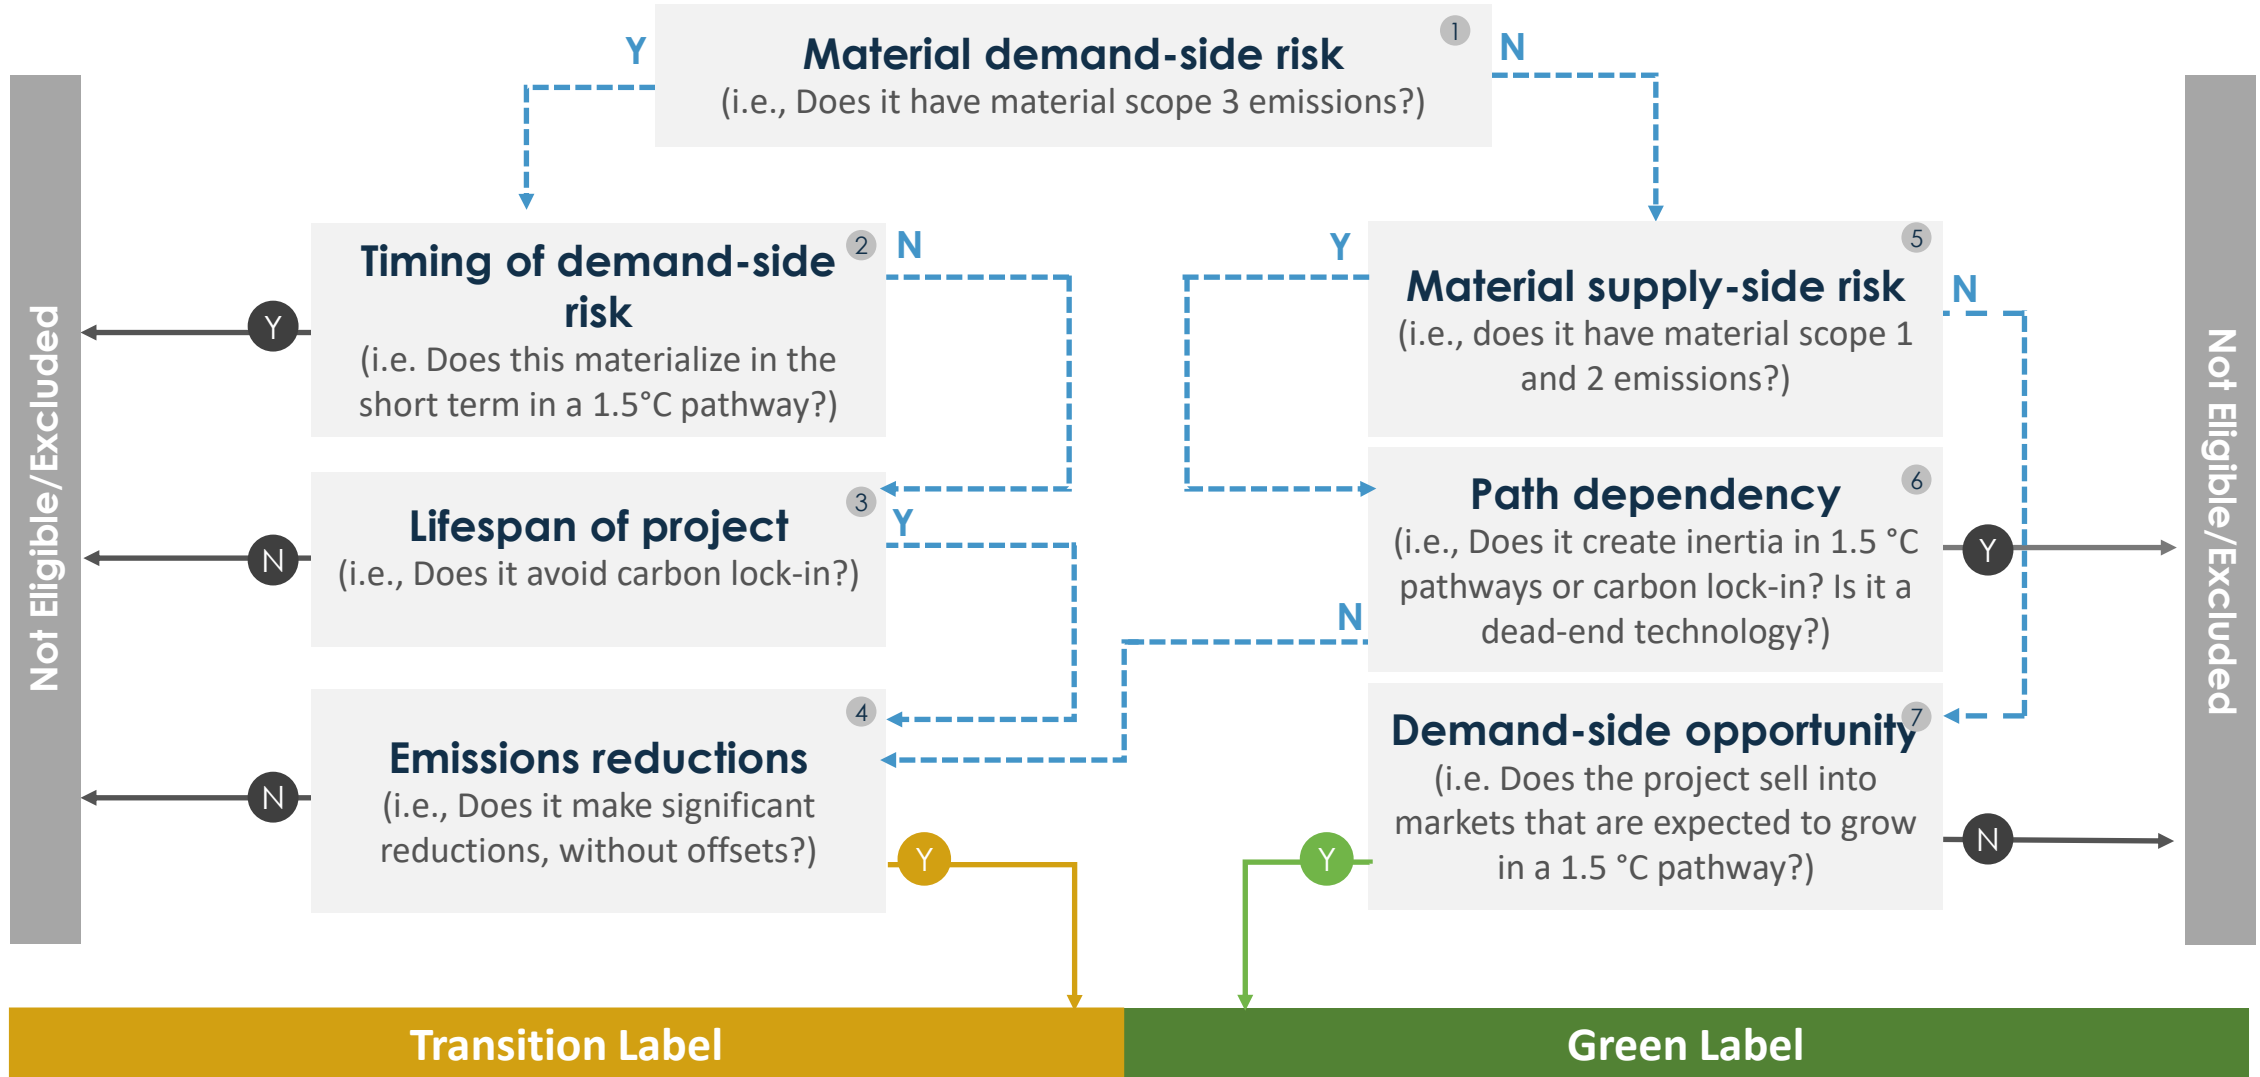 Y
Material demand-side risk
1
N
(i.e., Does it have material scope 3 emissions?)
Not Eligible/Excluded
Timing of demand-side
risk
2
N
(i.e. Does this materialize in the
short term in a 1.5°C pathway?)
Y
Lifespan of project
3
Y
(i.e., Does it avoid carbon lock-in?)
N
Emissions reductions
4
(i.e., Does it make significant
reductions, without offsets?)
N
Y
Y
Material supply-side risk
5
N
(i.e., does it have material scope 1
and 2 emissions?)
Path dependency
6
(i.e., Does it create inertia in 1.5 °C
pathways or carbon lock-in? Is it a
dead-end technology?)
Y
N
Demand-side opportunity
7
(i.e. Does the project sell into
markets that are expected to grow
in a 1.5 °C pathway?)
Y
N
Not Eligible/Excluded
Transition Label
Green Label